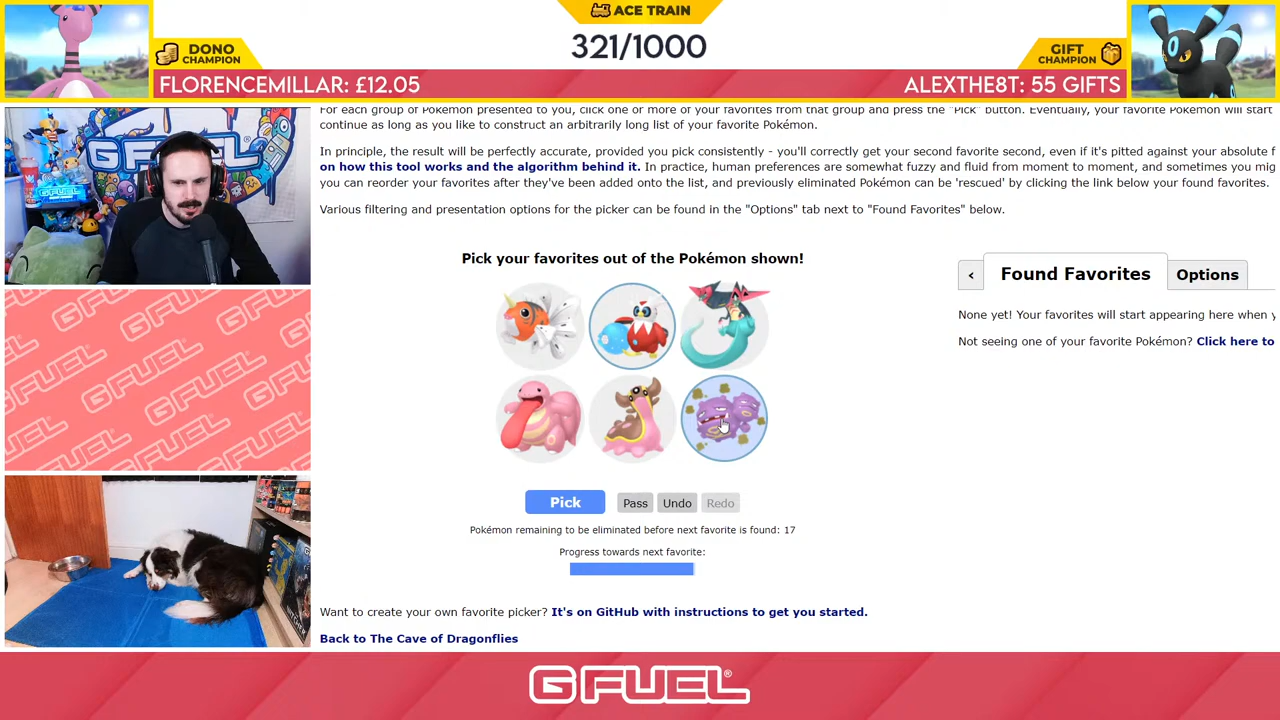 ACE TRAIN
321/1000
DONO
CHAMPION
GIFT
CHAMPION
FLORENCEMILLAR: £12.05
ALEXTHE8T: 55 GIFTS
For each group of Pokémon presented to you, click one or more of your favorites from that group and press the "Pick" button. Eventually, your favorite Pokémon will start
continue as long as you like to construct an arbitrarily long list of your favorite Pokémon.
In principle, the result will be perfectly accurate, provided you pick consistently - you'll correctly get your second favorite second, even if it's pitted against your absolute f
on how this tool works and the algorithm behind it. In practice, human preferences are somewhat fuzzy and fluid from moment to moment, and sometimes you mig
you can reorder your favorites after they've been added onto the list, and previously eliminated Pokémon can be 'rescued' by clicking the link below your found favorites.
Various filtering and presentation options for the picker can be found in the "Options" tab next to "Found Favorites" below.
Pick your favorites out of the Pokémon shown!
< Found Favorites Options
None yet! Your favorites will start appearing here when y
Not seeing one of your favorite Pokémon? Click here to
Pick Pass Undo Redo
Pokémon remaining to be eliminated before next favorite is found: 17
Progress towards next favorite:
Want to create your own favorite picker? It's on GitHub with instructions to get you started.
Back to The Cave of Dragonflies
G FUEL
G FUEL
G FUEL